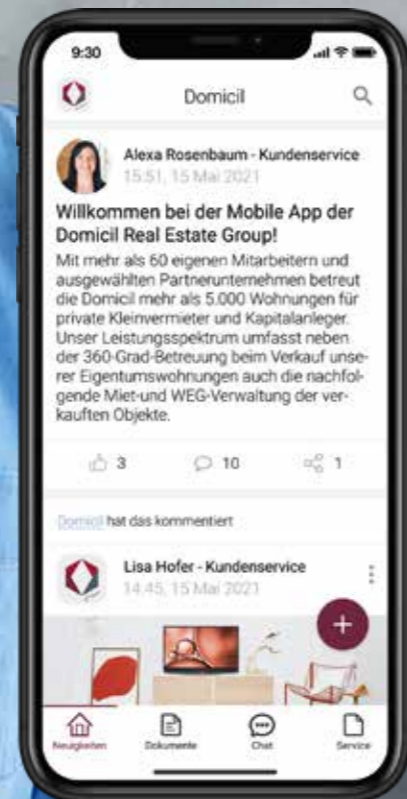 9:30
Domicil
Alexa Rosenbaum - Kundenservice
15:51, 15 Mai 2021
Willkommen bei der Mobile App der
Domicil Real Estate Group!
Mit mehr als 60 eigenen Mitarbeitern und
ausgewählten Partnerunternehmen betreut
die Domicil mehr als 5.000 Wohnungen für
private Kleinvermieter und Kapitalanleger.
Unser Leistungsspektrum umfasst neben
der 360-Grad-Betreuung beim Verkauf unse-
rer Eigentumswohnungen auch die nachfol-
gende Miet-und WEG-Verwaltung der ver-
kauften Objekte.
3 10 1
Domicil hat das kommentiert
Lisa Hofer - Kundenservice
14:45, 15 Mai 2021
+
Neuigkeiten Dokumente Chat Service